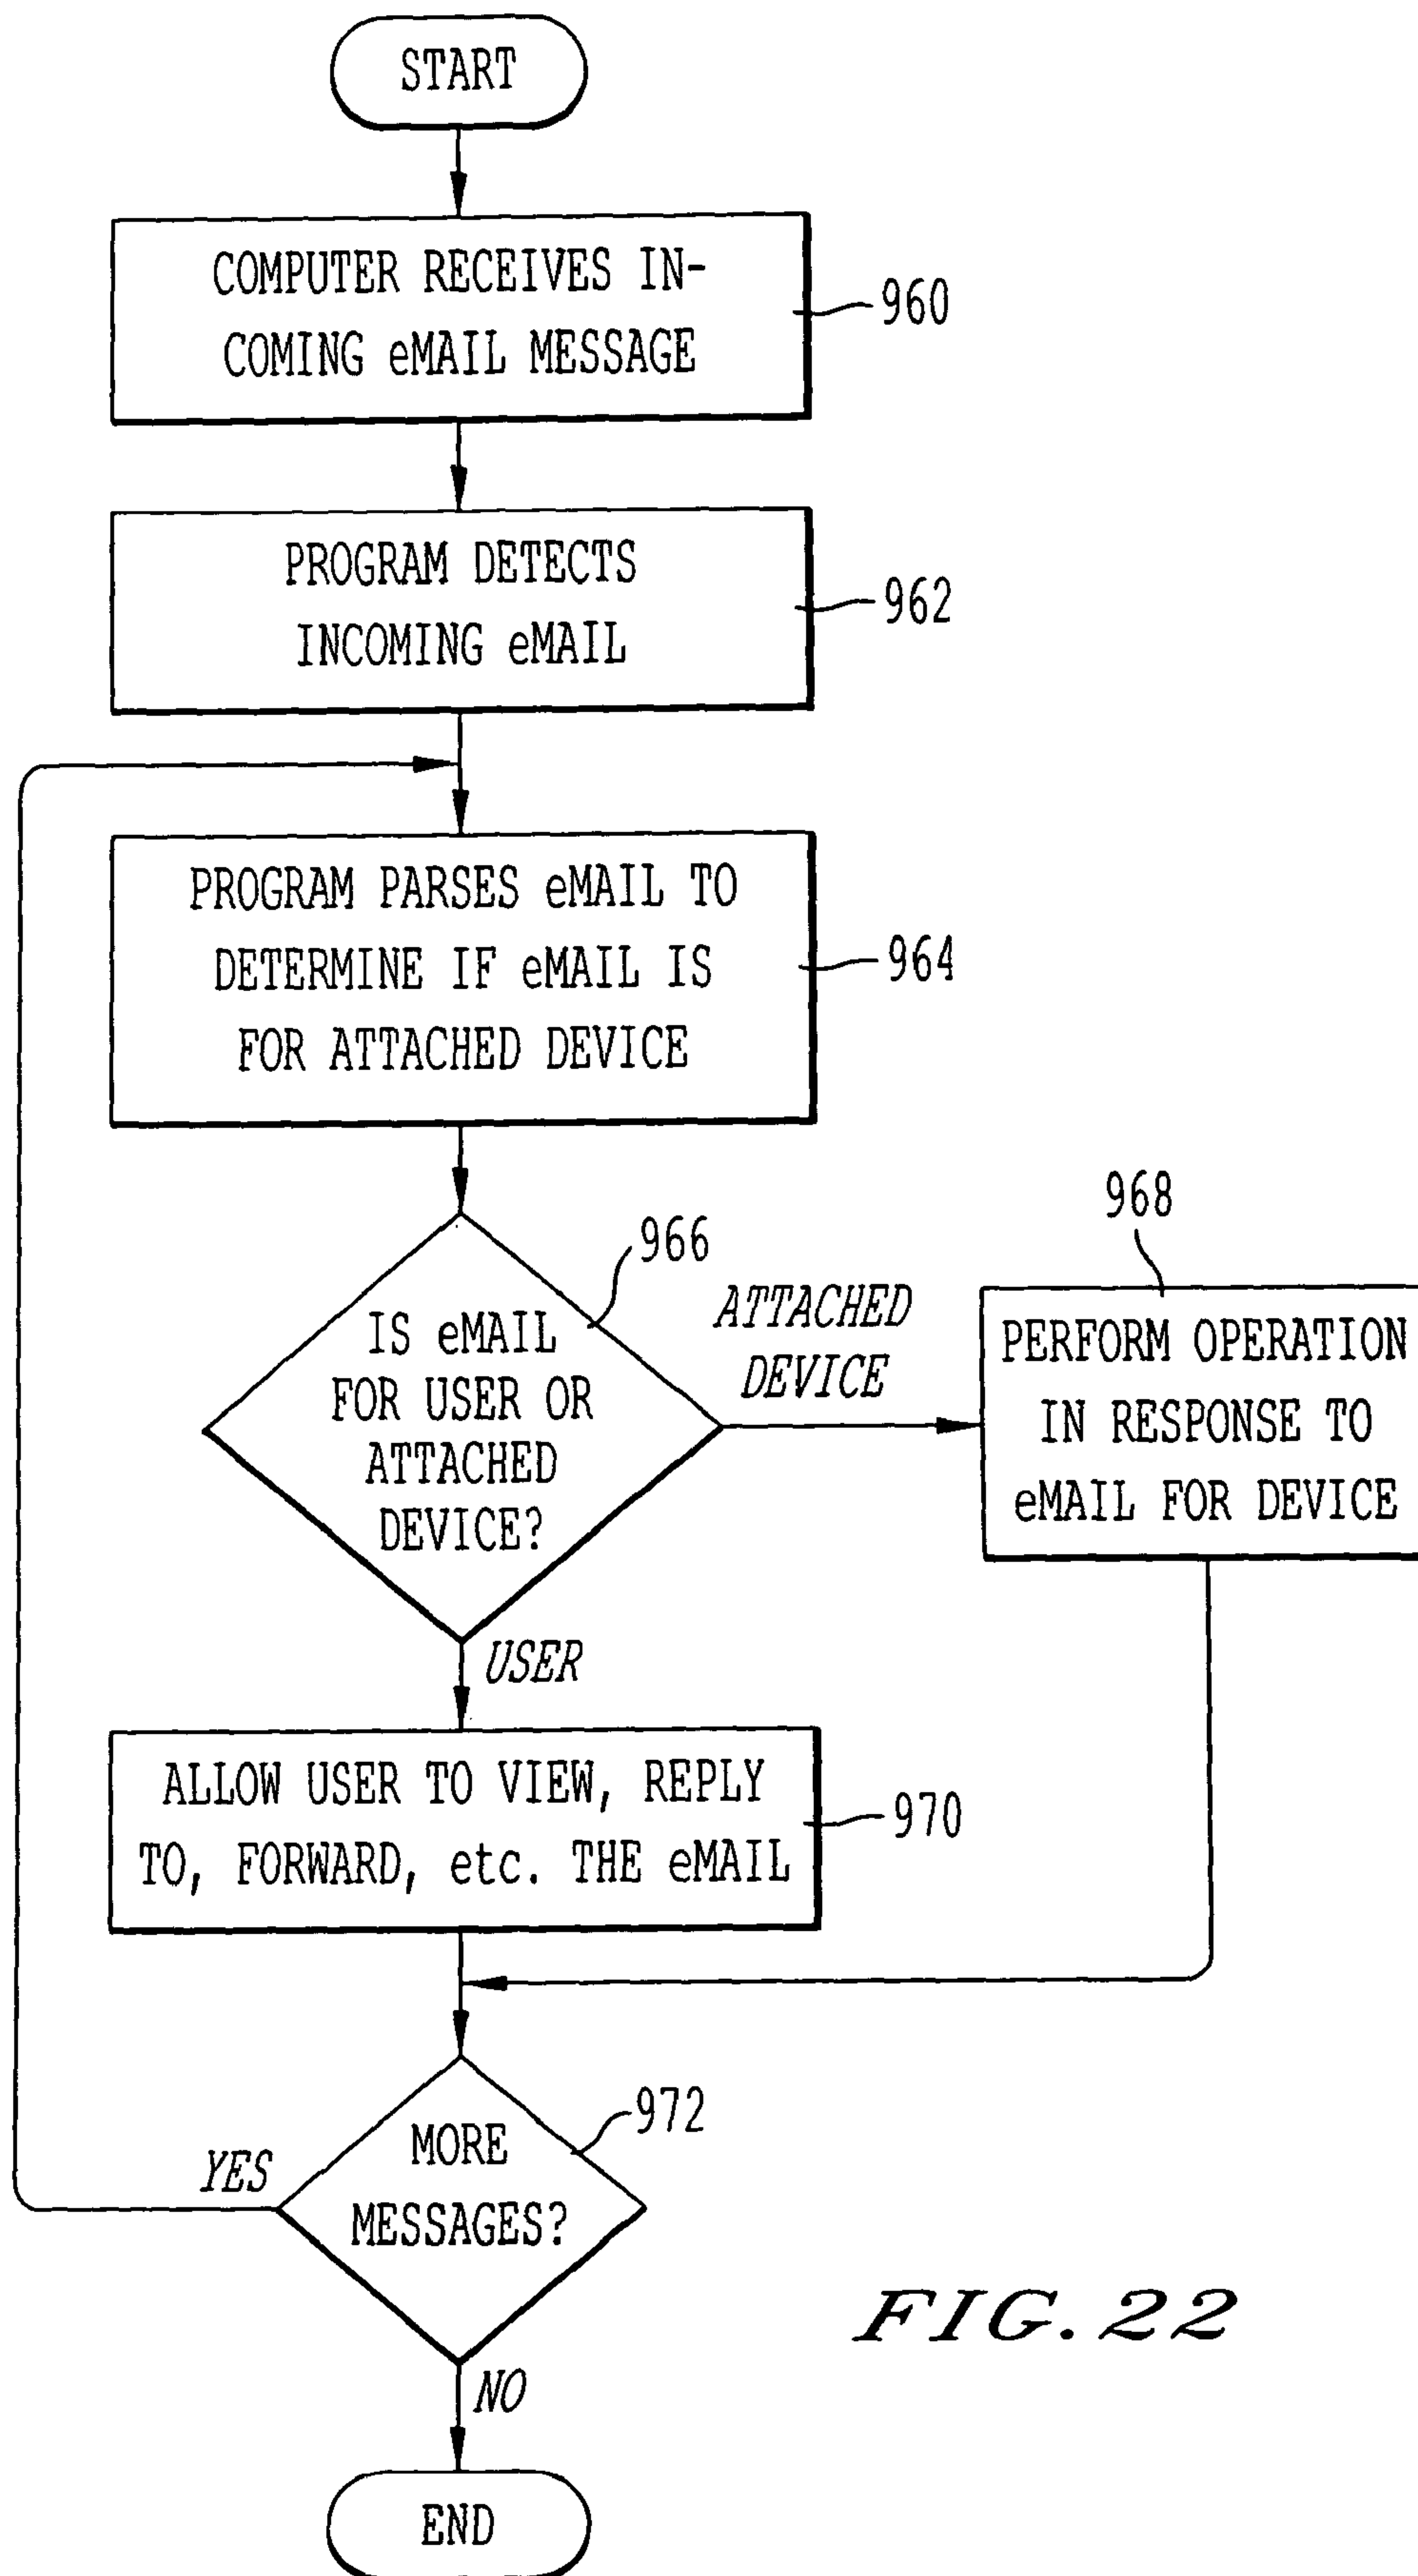 START
COMPUTER RECEIVES IN-
COMING eMAIL MESSAGE
960
PROGRAM DETECTS
INCOMING eMAIL
962
PROGRAM PARSES eMAIL TO
DETERMINE IF eMAIL IS
FOR ATTACHED DEVICE
964
966
IS eMAIL
FOR USER OR
ATTACHED
DEVICE?
ATTACHED
DEVICE
968
PERFORM OPERATION
IN RESPONSE TO
eMAIL FOR DEVICE
USER
ALLOW USER TO VIEW, REPLY
TO, FORWARD, etc. THE eMAIL
970
972
MORE
MESSAGES?
YES
NO
END
FIG. 22